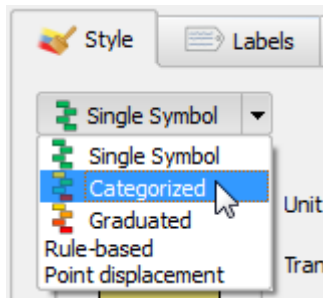 Style Labels
Single Symbol
Single Symbol
Categorized
Graduated
Rule-based
Point displacement
Unit
Tran